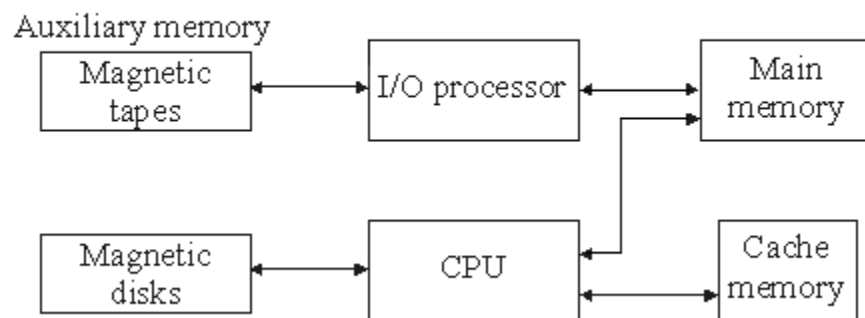 Auxiliary memory
Magnetic
tapes
I/O processor
Main
memory
Magnetic
disks
CPU
Cache
memory